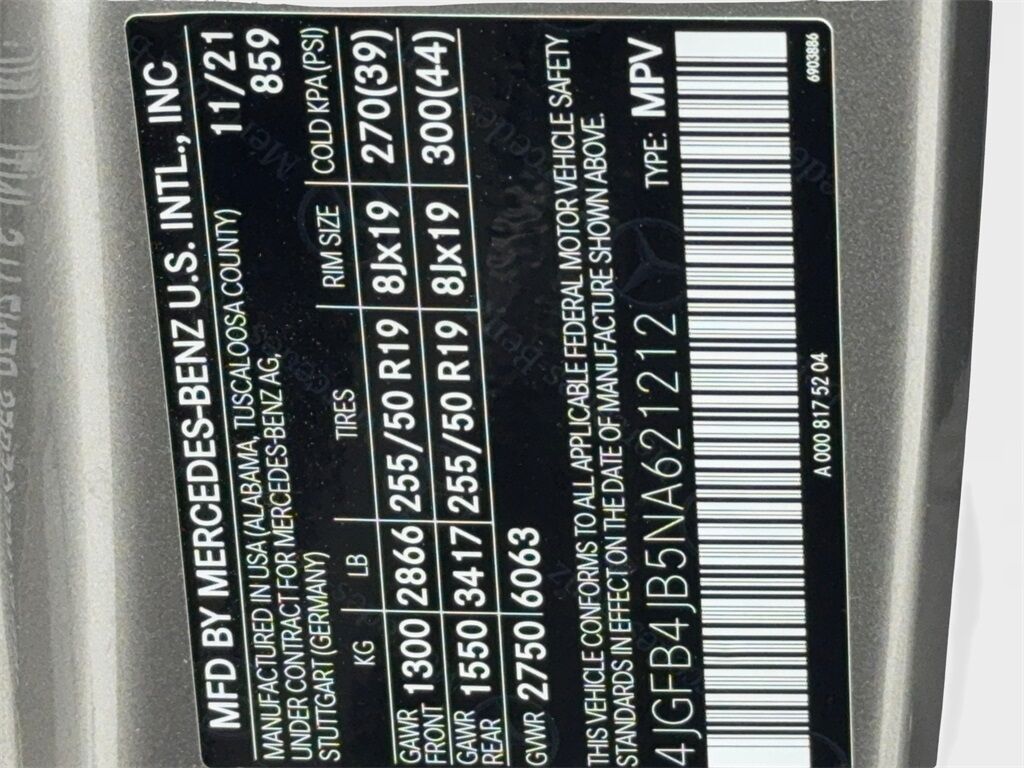 MFD BY MERCEDES-BENZ U.S. INTL., INC
MANUFACTURED IN USA (ALABAMA, TUSCALOOSA COUNTY) 11/21
UNDER CONTRACT FOR MERCEDES-BENZ AG, 859
STUTTGART (GERMANY)
KG LB TIRES RIM SIZE COLD KPA (PSI)
GAWR FRONT 1300 2866 255/50 R19 8Jx19 270(39)
GAWR REAR 1550 3417 255/50 R19 8Jx19 300(44)
GVWR 2750 6063
THIS VEHICLE CONFORMS TO ALL APPLICABLE FEDERAL MOTOR VEHICLE SAFETY
STANDARDS IN EFFECT ON THE DATE OF MANUFACTURE SHOWN ABOVE.
4JGFB4JB5NA621212 TYPE: MPV
A 000 817 52 04 6903886